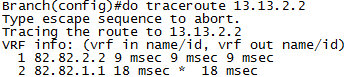 Branch(config)#do traceroute 13.13.2.2
Type escape sequence to abort.
Tracing the route to 13.13.2.2
VRF info: (vrf in name/id, vrf out name/id)
1 82.82.2.2 9 msec 9 msec 9 msec
2 82.82.1.1 18 msec * 18 msec